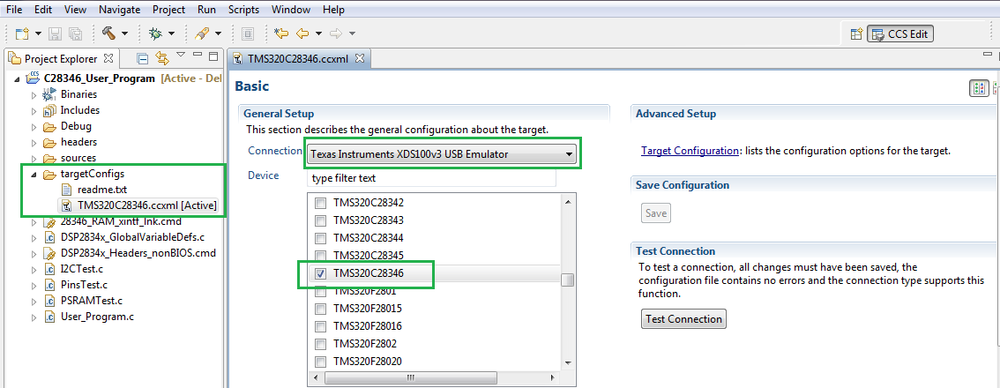 File Edit View Navigate Project Run Scripts Window Help
CCS Edit
Project Explorer
C28346_User_Program [Active - Del
Binaries
Includes
Debug
headers
sources
targetConfigs
readme.txt
TMS320C28346.ccxml [Active]
28346_RAM_xintf_lnk.cmd
DSP2834x_GlobalVariableDefs.c
DSP2834x_Headers_nonBIOS.cmd
I2CTest.c
PinsTest.c
PSRAMTest.c
User_Program.c
TMS320C28346.ccxml
Basic
General Setup
This section describes the general configuration about the target.
Connection Texas Instruments XDS100v3 USB Emulator
Device type filter text
TMS320C28342
TMS320C28343
TMS320C28344
TMS320C28345
TMS320C28346
TMS320F2801
TMS320F28015
TMS320F28016
TMS320F2802
TMS320F28020
Advanced Setup
Target Configuration: lists the configuration options for the target.
Save Configuration
Save
Test Connection
To test a connection, all changes must have been saved, the
configuration file contains no errors and the connection type supports this
function.
Test Connection